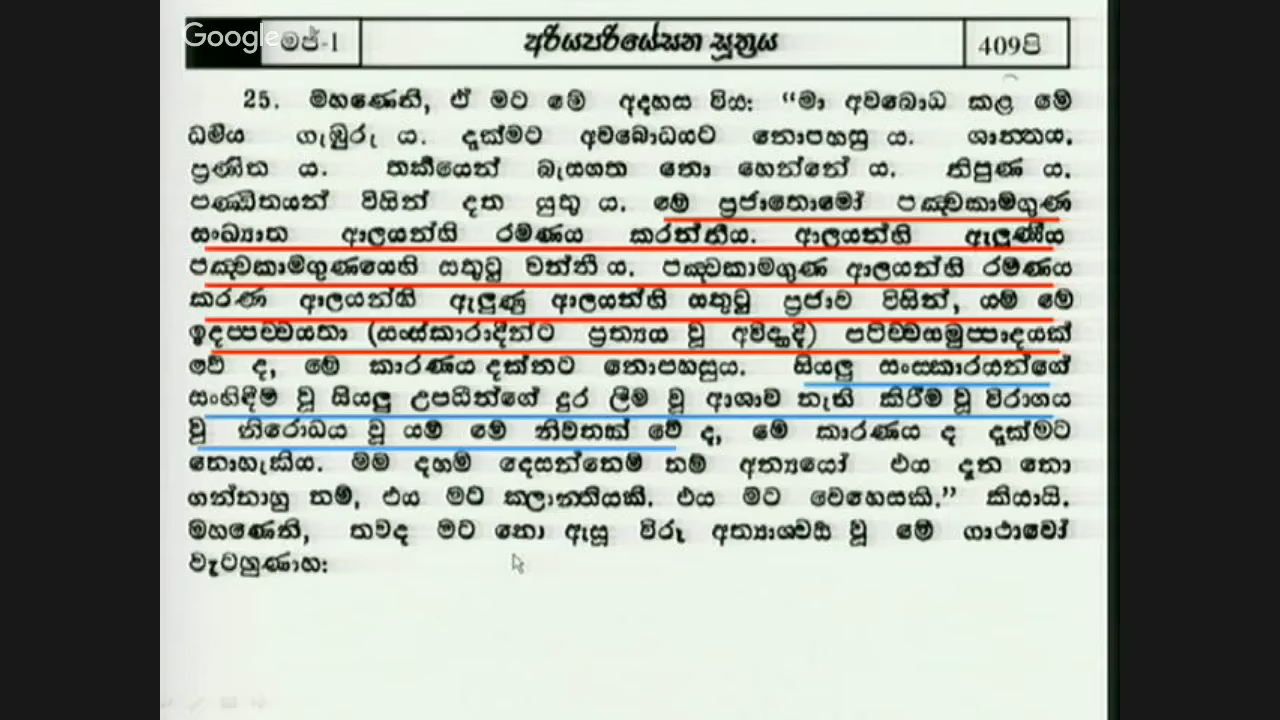 Google
මජ්-1
අරියපරියේසන සූත්‍රය
409පි
25. මහණෙනි, ඒ මට මේ අදහස විය: “මා අවබොධ කළ මේ
ධර්මය ගැඹුරු ය. දැක්මට අවබොධයට නොපහසු ය. ශාන්තය.
ප්‍රණීත ය. තර්කයෙන් බැසගත නො හෙන්නේ ය. නිපුණ ය.
පණ්ඩිතයන් විසින් දත යුතු ය. මේ ප්‍රජාතොමෝ පඤ්චකාමගුණ
සංඛ්‍යාත ආලයන්හි රමණය කරන්නීය. ආලයන්හි ඇලුණීය
පඤ්චකාමගුණයෙහි සතුටු වන්නී ය. පඤ්චකාමගුණ ආලයන්හි රමණය
කරණ ආලයන්හි ඇලුණු ආලයන්හි සතුටු ප්‍රජාව විසින්, යම් මේ
ඉදප්පච්චයතා (සංස්කාරාදීන්ට ප්‍රත්‍යය වූ අවිද්‍යාදී) පටිච්චසමුප්පාදයක්
වේ ද, මේ කාරණය දක්නට නොපහසුය. සියලු සංස්කාරයන්ගේ
සංහිඳීම වූ සියලු උපධීන්ගේ දුර ලීම වූ ආශාව නැති කිරීම වූ විරාගය
වූ නිරොධය වූ යම් මේ නිවනක් වේ ද, මේ කාරණය ද දැක්මට
නොහැකිය. මම දහම් දෙසන්නෙම් නම් අන්‍යයෝ එය දැන නො
ගන්නාහු නම්, එය මට ක්ලාන්තියකි. එය මට වෙහෙසකි.” කියායි.
මහණෙනි, තවද මට නො ඇසූ විරූ අත්‍යාශ්චර්ය වූ මේ ගාථාවෝ
වැටහුණාහ: